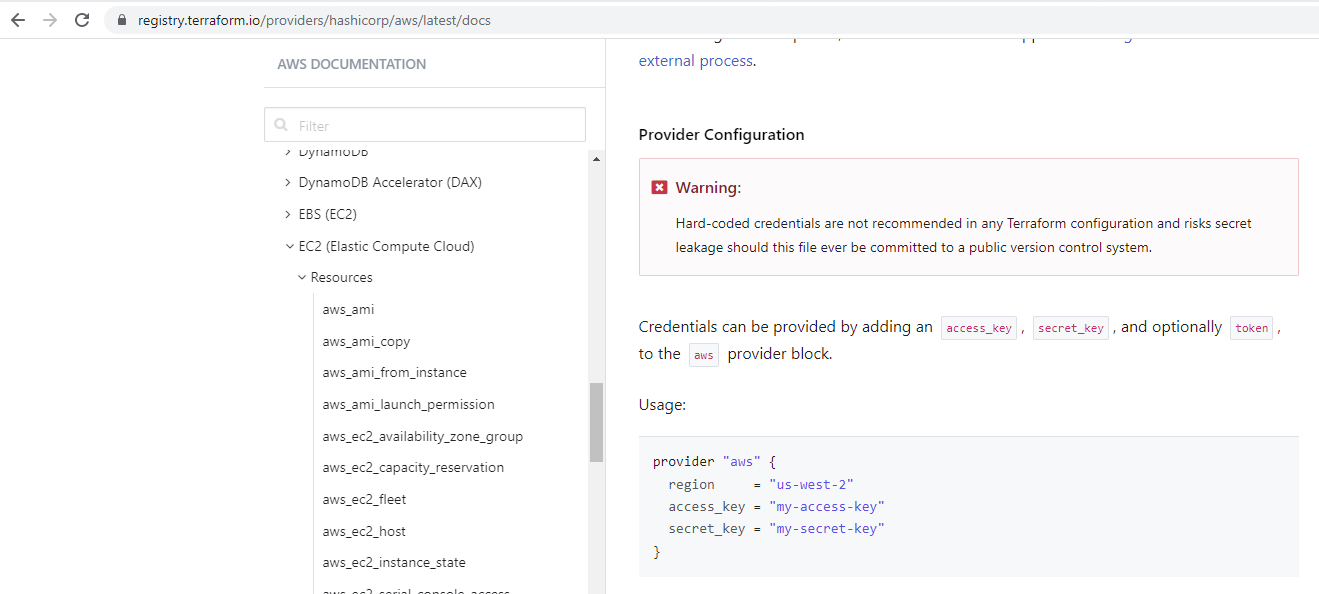 registry.terraform.io/providers/hashicorp/aws/latest/docs
AWS DOCUMENTATION
Filter
DynamoDB
DynamoDB Accelerator (DAX)
EBS (EC2)
EC2 (Elastic Compute Cloud)
Resources
aws_ami
aws_ami_copy
aws_ami_from_instance
aws_ami_launch_permission
aws_ec2_availability_zone_group
aws_ec2_capacity_reservation
aws_ec2_fleet
aws_ec2_host
aws_ec2_instance_state
aws_ec2_serial_console_access
external process.
Provider Configuration
Warning:
Hard-coded credentials are not recommended in any Terraform configuration and risks secret
leakage should this file ever be committed to a public version control system.
Credentials can be provided by adding an access_key , secret_key , and optionally token ,
to the aws provider block.
Usage:
provider "aws" {
  region     = "us-west-2"
  access_key = "my-access-key"
  secret_key = "my-secret-key"
}